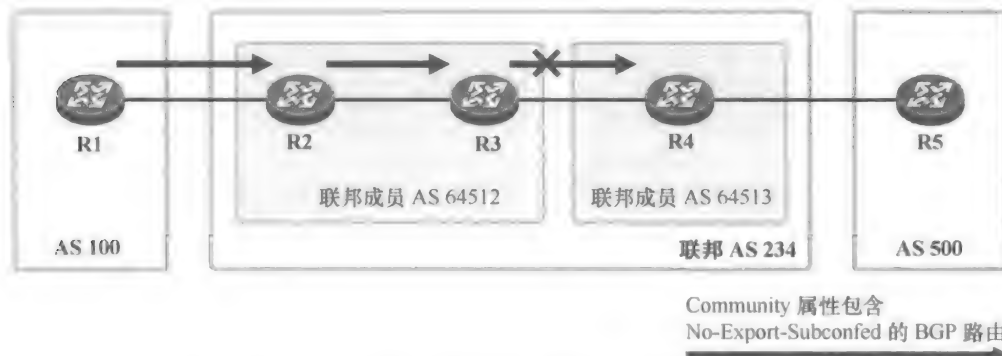 R1
R2
R3
R4
R5
联邦成员 AS 64512
联邦成员 AS 64513
AS 100
联邦 AS 234
AS 500
Community 属性包含
No-Export-Subconfed 的 BGP 路由